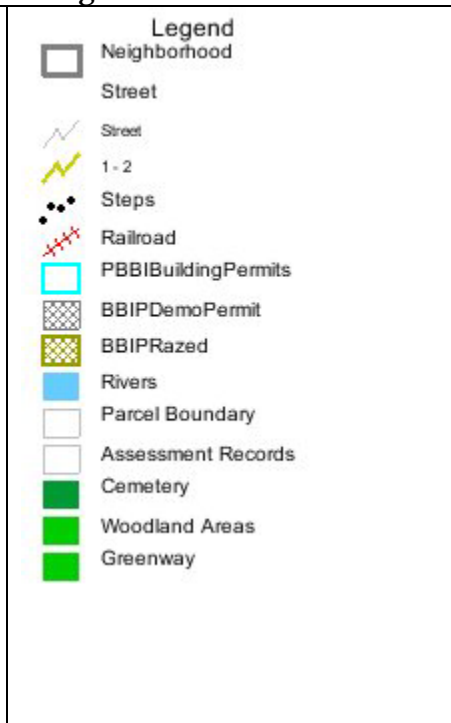 Legend
Neighborhood
Street
Street
1 - 2
Steps
Railroad
PBBIBuildingPermits
BBIPDemoPermit
BBIPRazed
Rivers
Parcel Boundary
Assessment Records
Cemetery
Woodland Areas
Greenway